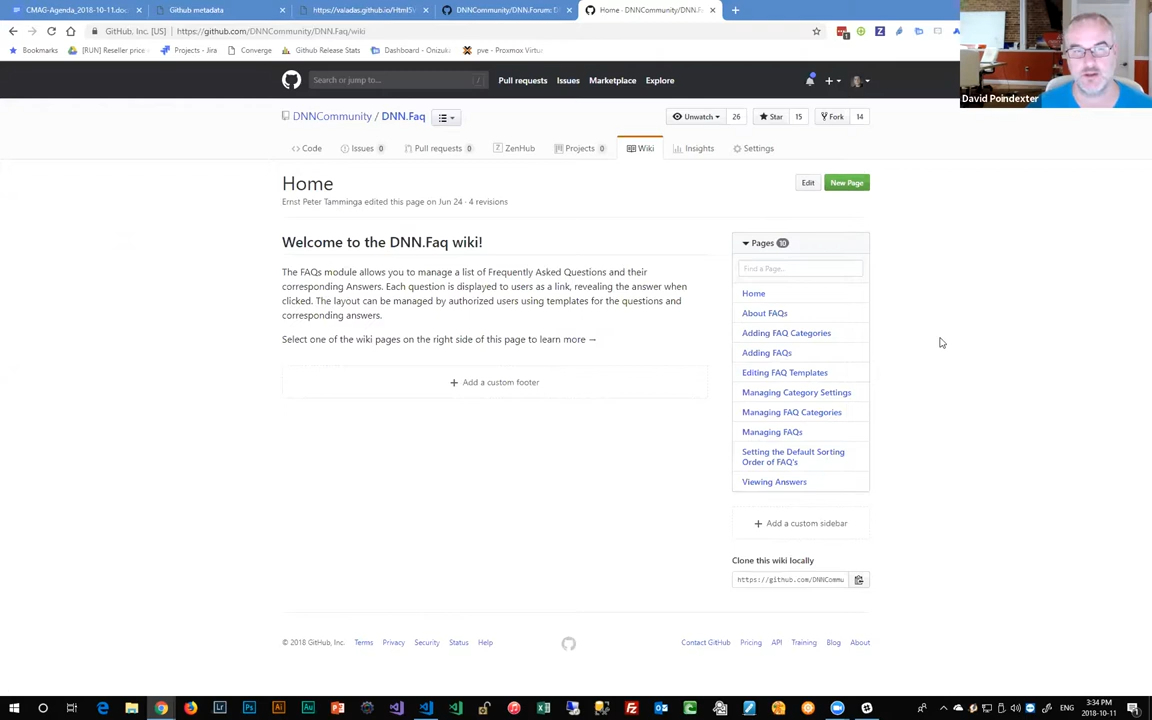 CMAG-Agenda_2018-10-11.do
Github metadata
https://valadas.github.io/Html5V
DNNCommunity/DNN.Forum: D
Home · DNNCommunity/DNN.F
GitHub, Inc. [US] | https://github.com/DNNCommunity/DNN.Faq/wiki
Bookmarks
[RUN] Reseller price
Projects - Jira
Converge
Github Release Stats
Dashboard - Onizuka
pve - Proxmox Virtu
David Poindexter
Search or jump to...
/
Pull requests
Issues
Marketplace
Explore
DNNCommunity / DNN.Faq
Unwatch
26
Star
15
Fork
14
Code
Issues 0
Pull requests 0
ZenHub
Projects 0
Wiki
Insights
Settings
Home
Edit
New Page
Ernst Peter Tamminga edited this page on Jun 24 · 4 revisions
Welcome to the DNN.Faq wiki!
The FAQs module allows you to manage a list of Frequently Asked Questions and their
corresponding Answers. Each question is displayed to users as a link, revealing the answer when
clicked. The layout can be managed by authorized users using templates for the questions and
corresponding answers.
Select one of the wiki pages on the right side of this page to learn more →
Add a custom footer
Pages 10
Find a Page...
Home
About FAQs
Adding FAQ Categories
Adding FAQs
Editing FAQ Templates
Managing Category Settings
Managing FAQ Categories
Managing FAQs
Setting the Default Sorting
Order of FAQ's
Viewing Answers
Add a custom sidebar
Clone this wiki locally
https://github.com/DNNCommu
© 2018 GitHub, Inc.
Terms
Privacy
Security
Status
Help
Contact GitHub
Pricing
API
Training
Blog
About
ENG
3:34 PM
2018-10-11